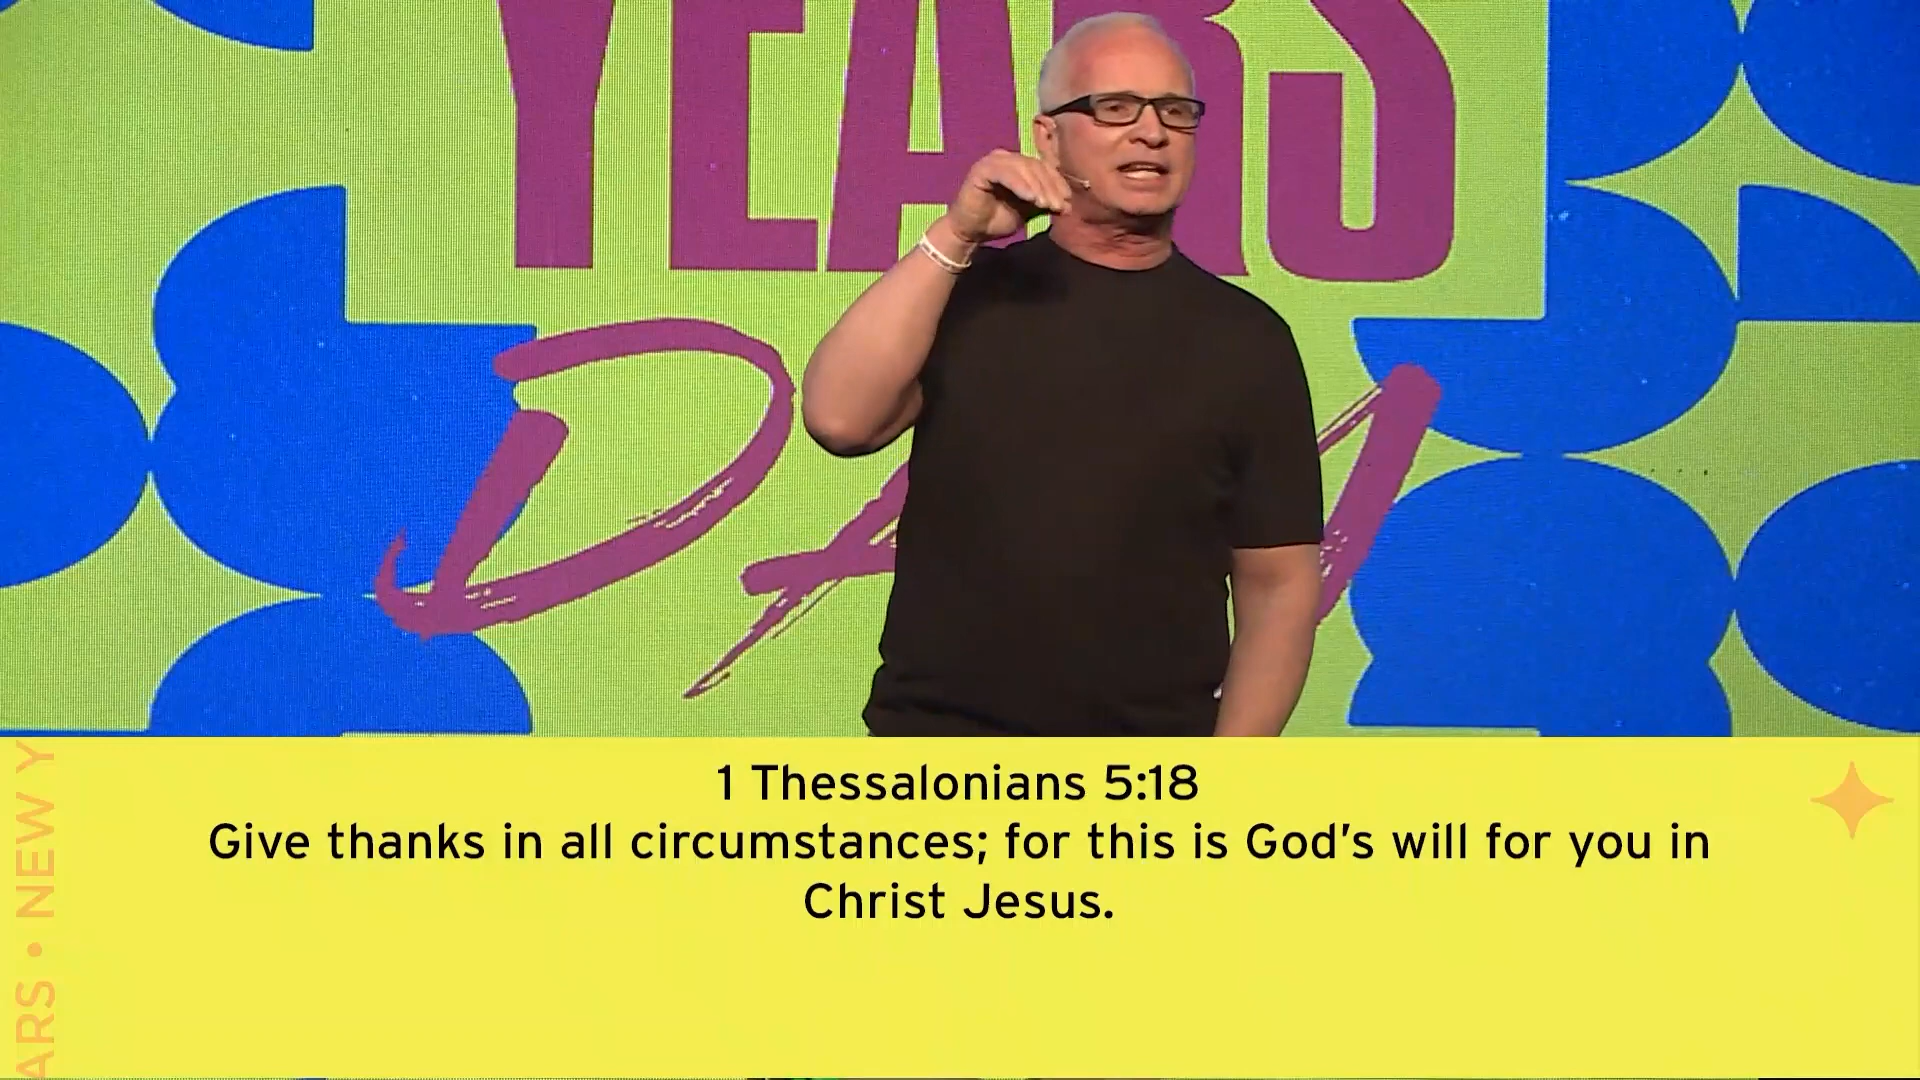 YEARS
DAY
1 Thessalonians 5:18
Give thanks in all circumstances; for this is God's will for you in
Christ Jesus.
ARS • NEW Y